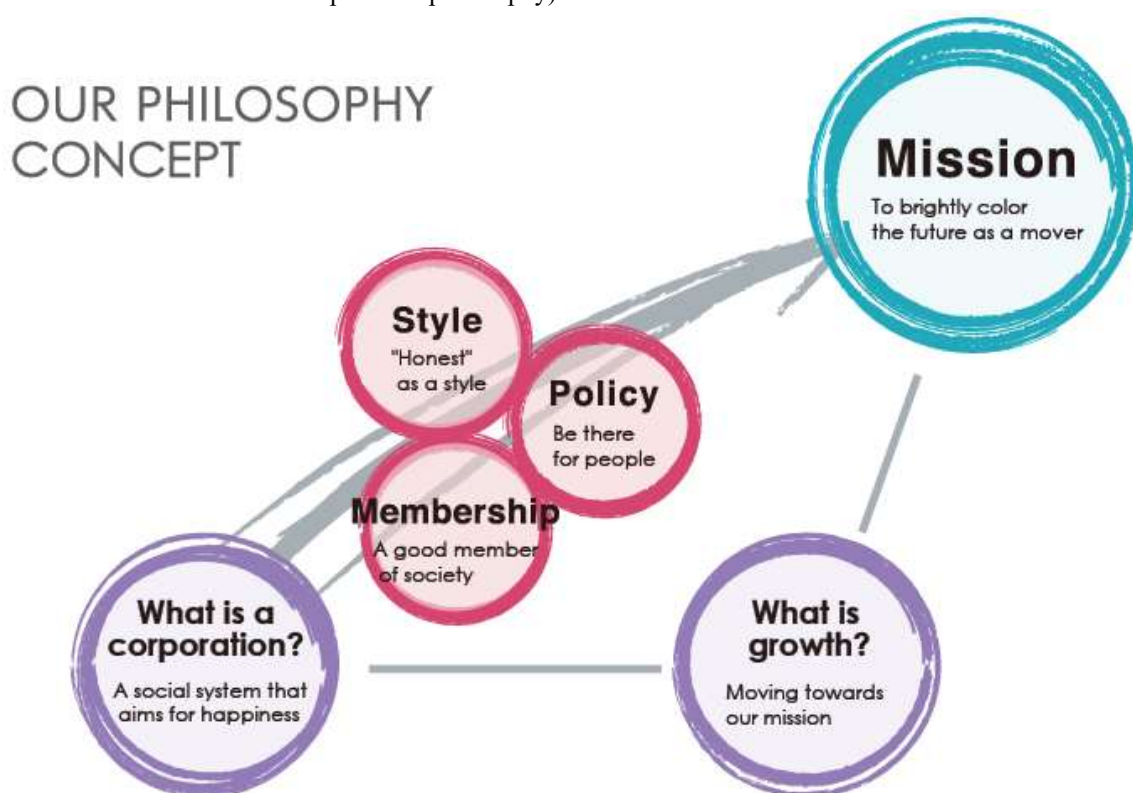 OUR PHILOSOPHY
CONCEPT
Mission
To brightly color
the future as a mover
Style
"Honest"
as a style
Policy
Be there
for people
Membership
A good member
of society
What is a
corporation?
A social system that
aims for happiness
What is
growth?
Moving towards
our mission